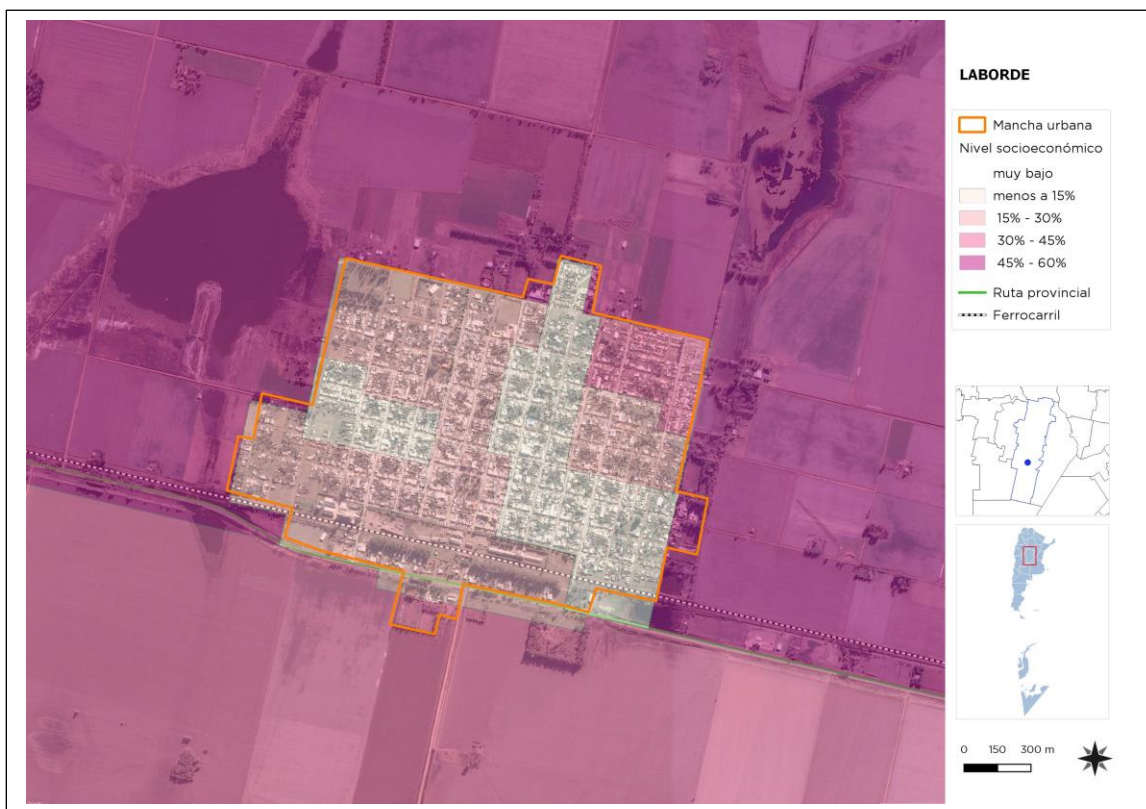 LABORDE
Mancha urbana
Nivel socioeconómico
muy bajo
menos a 15%
15% - 30%
30% - 45%
45% - 60%
Ruta provincial
Ferrocarril
0 150 300 m